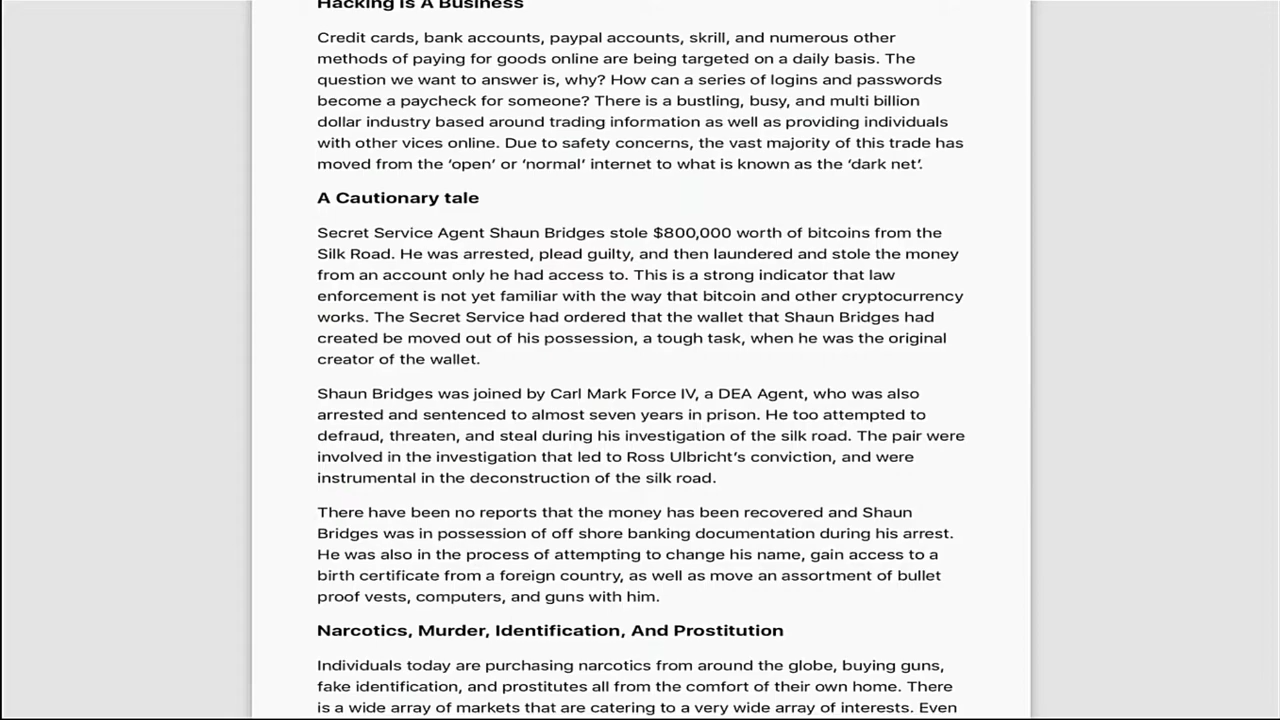 Hacking Is A Business
Credit cards, bank accounts, paypal accounts, skrill, and numerous other
methods of paying for goods online are being targeted on a daily basis. The
question we want to answer is, why? How can a series of logins and passwords
become a paycheck for someone? There is a bustling, busy, and multi billion
dollar industry based around trading information as well as providing individuals
with other vices online. Due to safety concerns, the vast majority of this trade has
moved from the ‘open’ or ‘normal’ internet to what is known as the ‘dark net’.
A Cautionary tale
Secret Service Agent Shaun Bridges stole $800,000 worth of bitcoins from the
Silk Road. He was arrested, plead guilty, and then laundered and stole the money
from an account only he had access to. This is a strong indicator that law
enforcement is not yet familiar with the way that bitcoin and other cryptocurrency
works. The Secret Service had ordered that the wallet that Shaun Bridges had
created be moved out of his possession, a tough task, when he was the original
creator of the wallet.
Shaun Bridges was joined by Carl Mark Force IV, a DEA Agent, who was also
arrested and sentenced to almost seven years in prison. He too attempted to
defraud, threaten, and steal during his investigation of the silk road. The pair were
involved in the investigation that led to Ross Ulbricht’s conviction, and were
instrumental in the deconstruction of the silk road.
There have been no reports that the money has been recovered and Shaun
Bridges was in possession of off shore banking documentation during his arrest.
He was also in the process of attempting to change his name, gain access to a
birth certificate from a foreign country, as well as move an assortment of bullet
proof vests, computers, and guns with him.
Narcotics, Murder, Identification, And Prostitution
Individuals today are purchasing narcotics from around the globe, buying guns,
fake identification, and prostitutes all from the comfort of their own home. There
is a wide array of markets that are catering to a very wide array of interests. Even